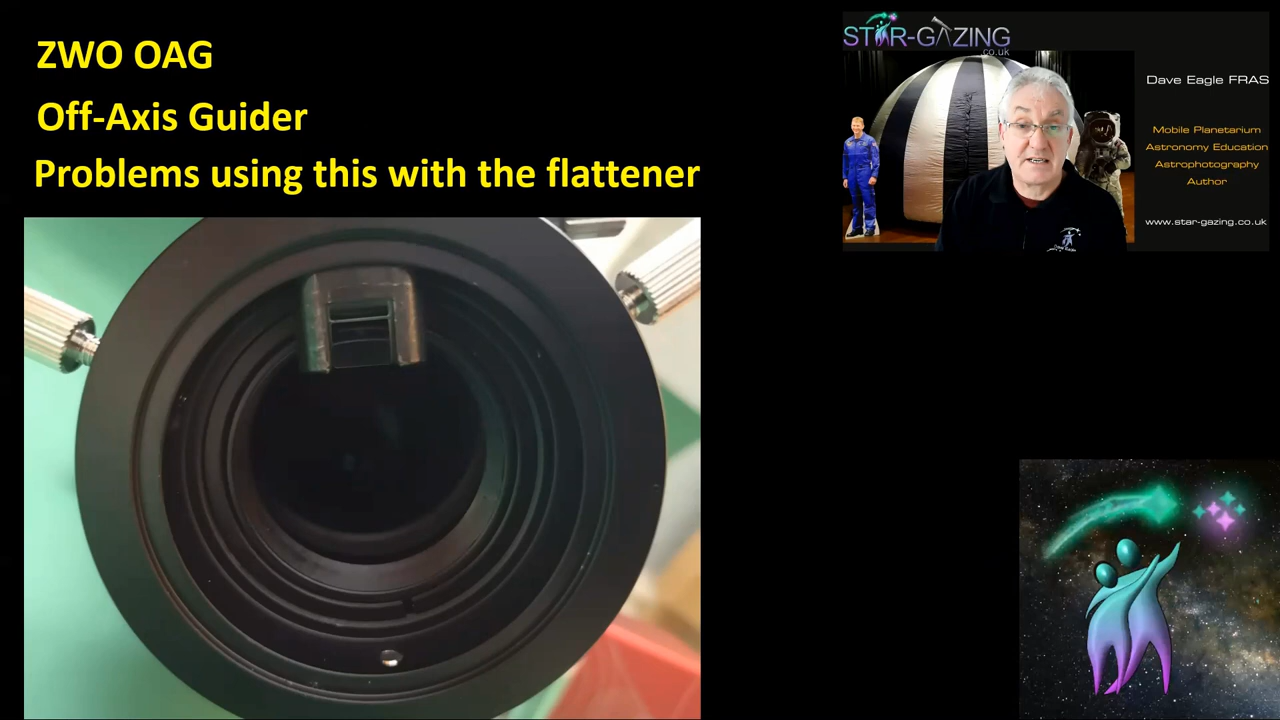 ZWO OAG
Off-Axis Guider
Problems using this with the flattener
STAR-GAZING
.co.uk
Dave Eagle FRAS
Mobile Planetarium
Astronomy Education
Astrophotography
Author
www.star-gazing.co.uk